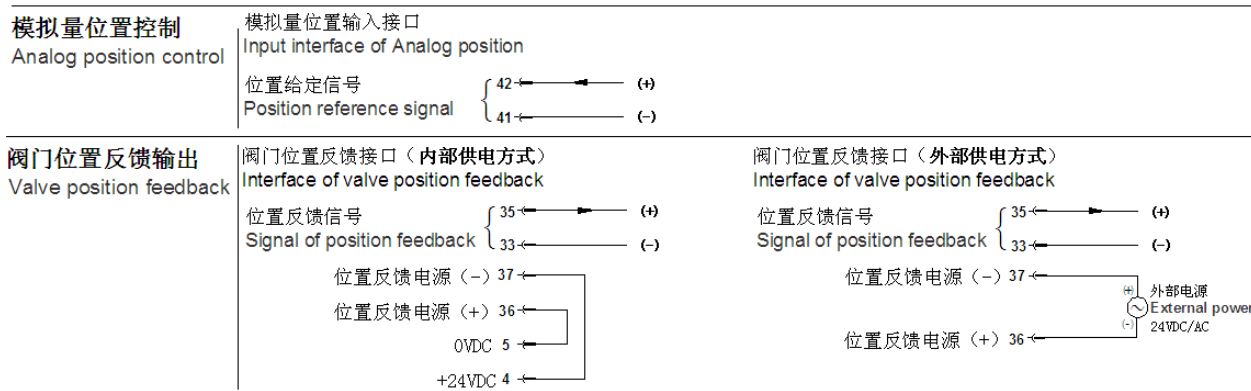 模拟量位置控制
Analog position control
模拟量位置输入接口
Input interface of Analog position
位置给定信号
Position reference signal
42 (+)
41 (-)
阀门位置反馈输出
Valve position feedback
阀门位置反馈接口（内部供电方式）
Interface of valve position feedback
位置反馈信号
Signal of position feedback
35 (+)
33 (-)
位置反馈电源（-）37
位置反馈电源（+）36
0VDC 5
+24VDC 4
阀门位置反馈接口（外部供电方式）
Interface of valve position feedback
位置反馈信号
Signal of position feedback
35 (+)
33 (-)
位置反馈电源（-）37
(+) 外部电源
External power
(-) 24VDC/AC
位置反馈电源（+）36